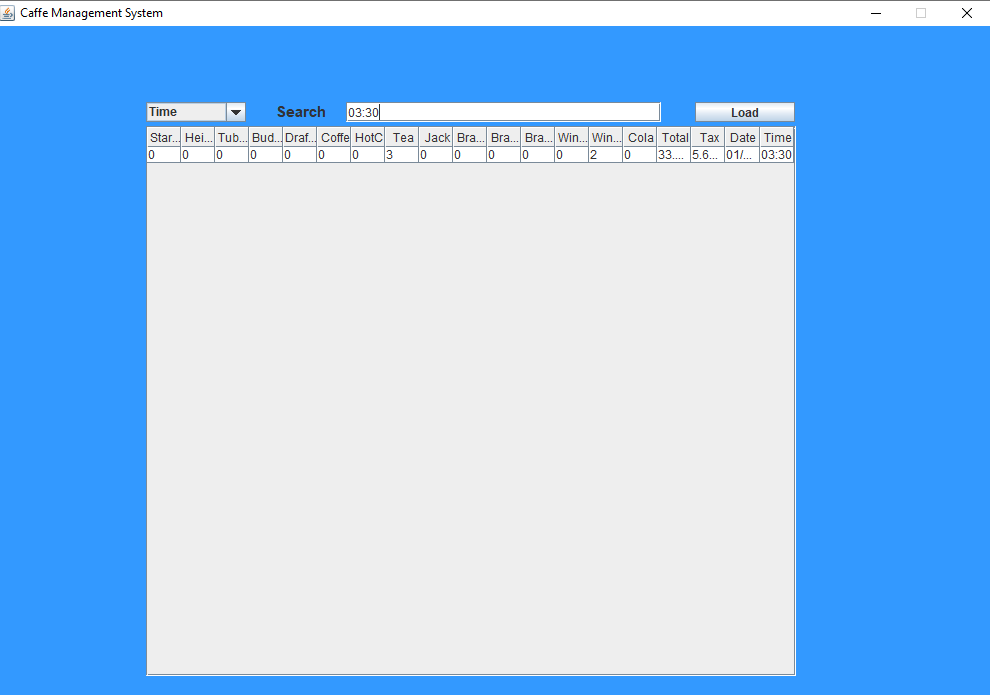 Caffe Management System
Time Search 03:30 Load
Star... Hei... Tub... Bud... Draf... Coffe HotC Tea Jack Bra... Bra... Bra... Win... Win... Cola Total Tax Date Time
0 0 0 0 0 0 0 3 0 0 0 0 0 2 0 33.... 5.6... 01/... 03:30